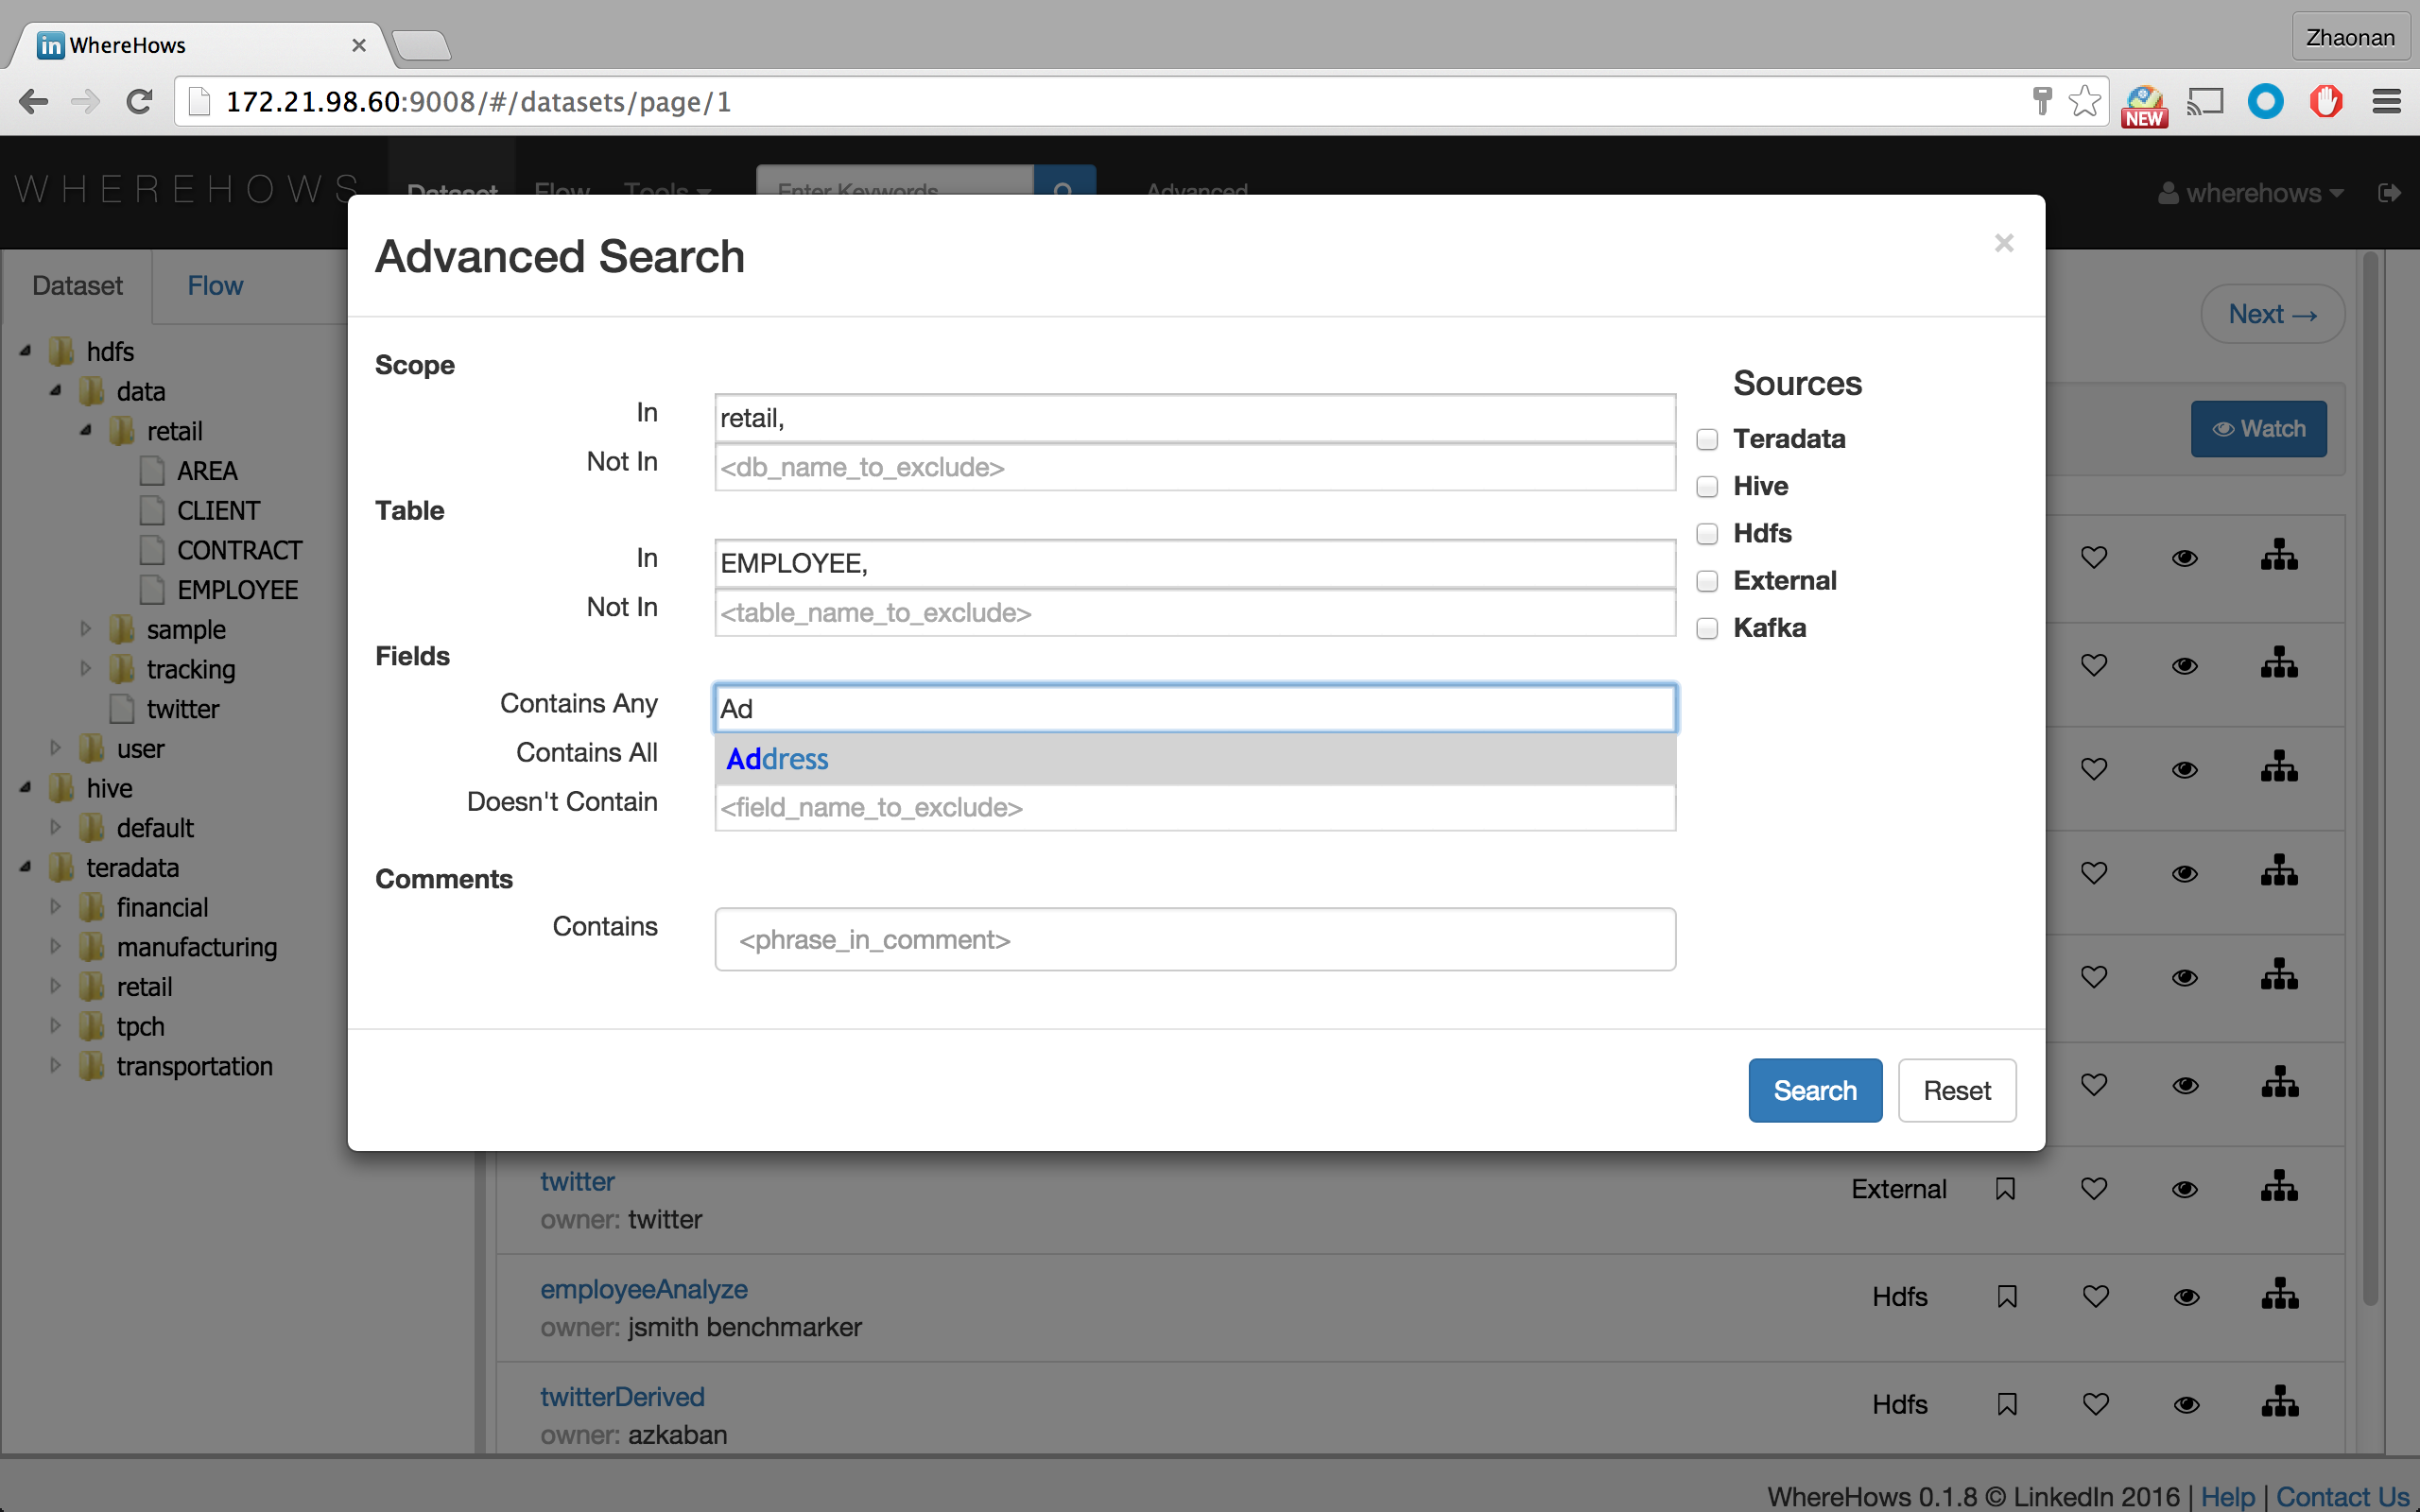 WhereHows
Zhaonan
172.21.98.60:9008/#/datasets/page/1
NEW
WHEREHOWS
Dataset
Flow
Tools
Enter Keywords
Advanced
wherehows
Dataset
Flow
hdfs
data
retail
AREA
CLIENT
CONTRACT
EMPLOYEE
sample
tracking
twitter
user
hive
default
teradata
financial
manufacturing
retail
tpch
transportation
Advanced Search
×
Scope
In
retail,
Not In
<db_name_to_exclude>
Table
In
EMPLOYEE,
Not In
<table_name_to_exclude>
Fields
Contains Any
Ad
Contains All
Address
Doesn't Contain
<field_name_to_exclude>
Comments
Contains
<phrase_in_comment>
Sources
Teradata
Hive
Hdfs
External
Kafka
Search
Reset
Next →
Watch
twitter
owner: twitter
External
employeeAnalyze
owner: jsmith benchmarker
Hdfs
twitterDerived
owner: azkaban
Hdfs
WhereHows 0.1.8 © LinkedIn 2016 | Help | Contact Us